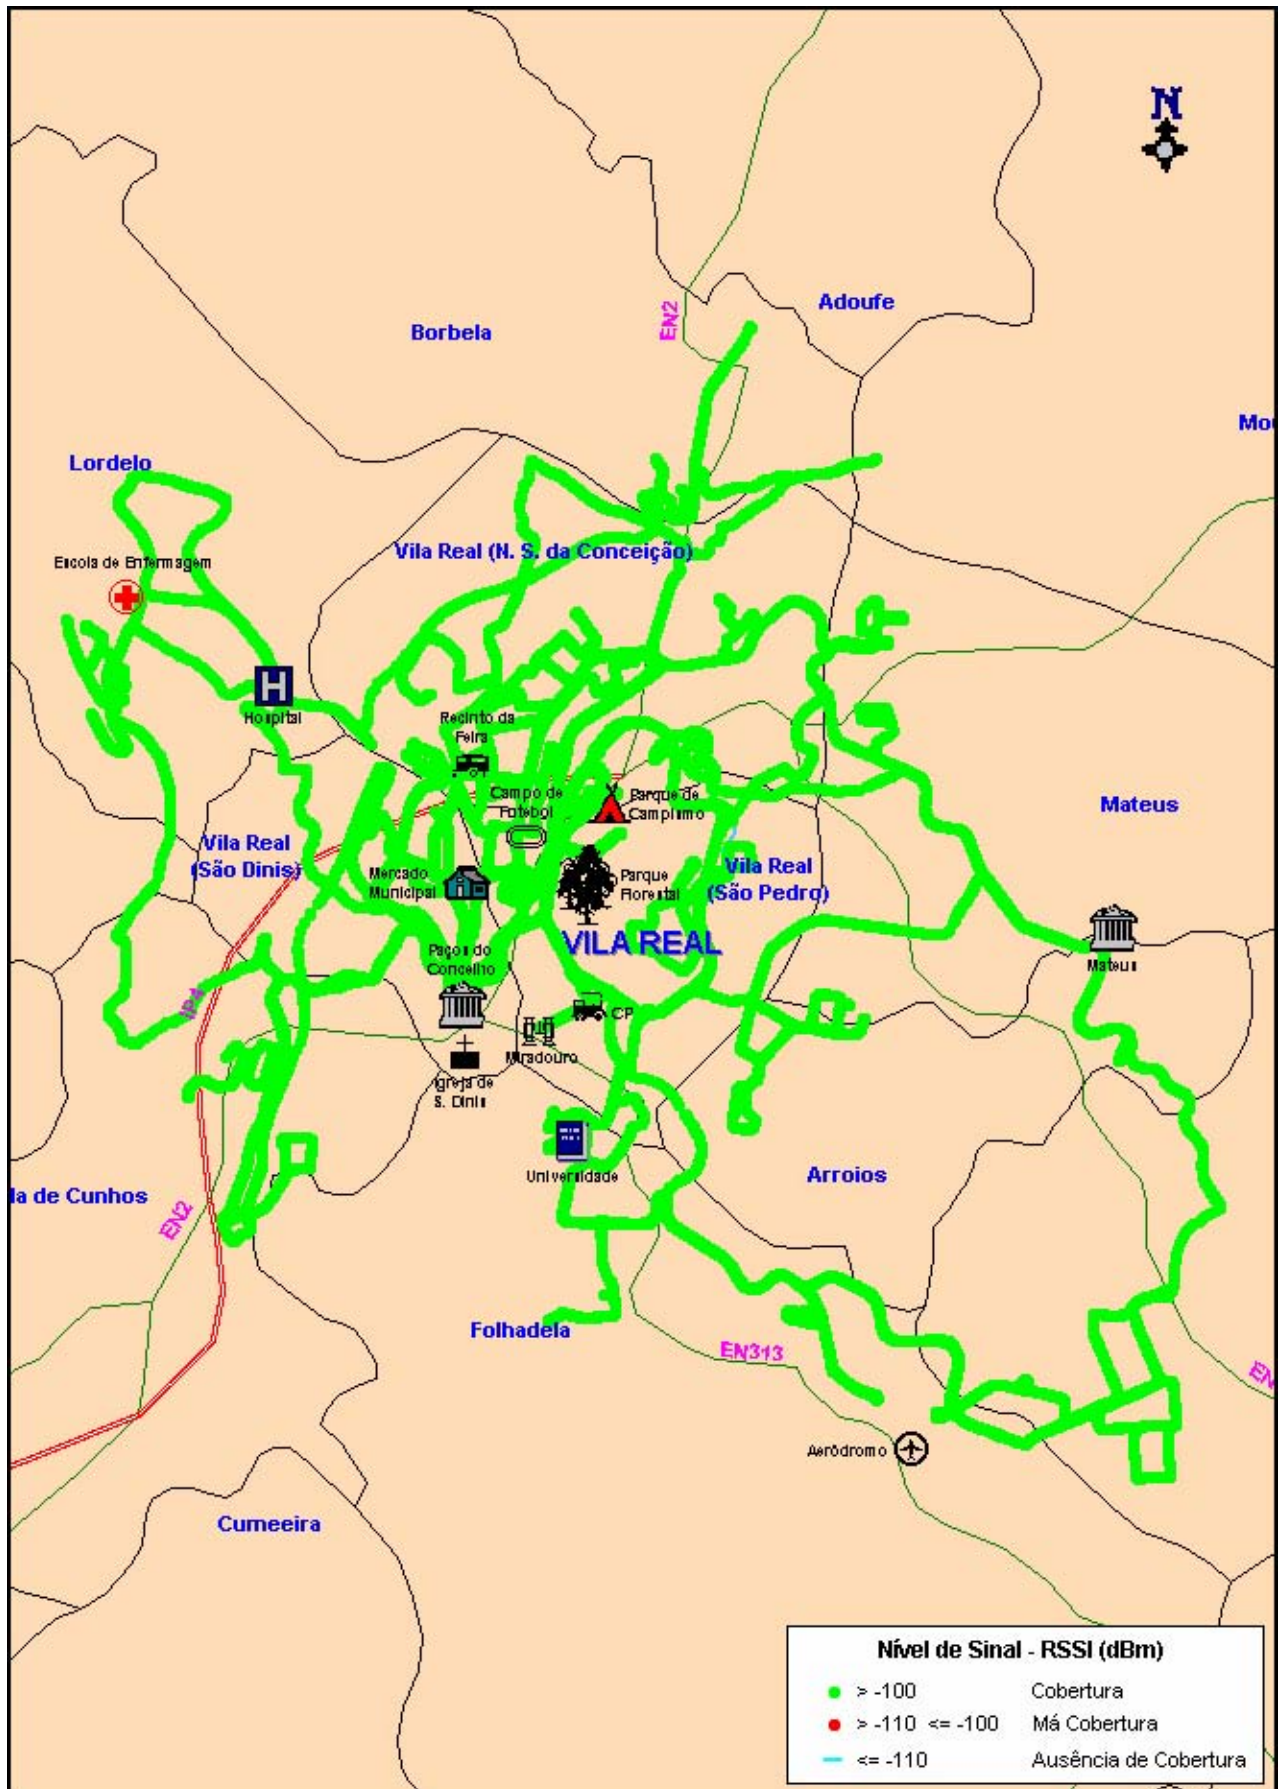 N
Adoufe
EN2
Borbela
Mou
Lordelo
Vila Real (N. S. da Conceição)
Escola de Enfermagem
H
Hospital
Recinto da
Feira
Campo de
Futebol
Parque de
Campismo
Mateus
Vila Real
(São Dinis)
Mercado
Municipal
Parque
Florestal
Vila Real
(São Pedro)
VILA REAL
Paços do
Concelho
Mateus
IP4
CP
Miradouro
Igreja de
S. Dinis
Universidade
Arroios
la de Cunhos
EN2
Folhadela
EN313
EN
Aeródromo
Cumeeira
Nível de Sinal - RSSI (dBm)
> -100 Cobertura
> -110 <= -100 Má Cobertura
<= -110 Ausência de Cobertura